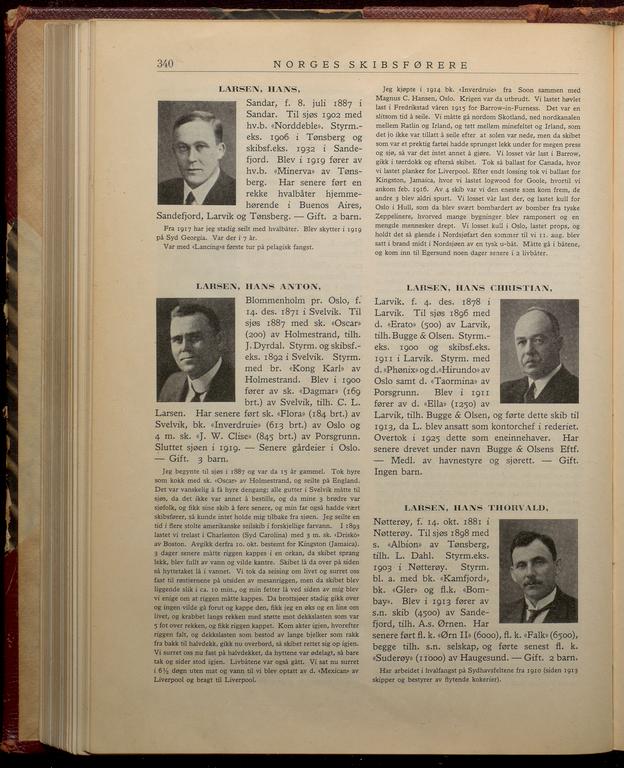 340
NORGES SKIBSFØRERE
LARSEN, HANS,
Sandar, f. 8. juli 1887 i
Sandar. Til sjøs 1902 med
hv.b. «Norddeble». Styrm.-
eks. 1906 i Tønsberg og
skibsf.eks. 1932 i Sande-
fjord. Blev i 1919 fører av
hv.b. «Minerva» av Tøns-
berg. Har senere ført en
rekke hvalbåter hjemme-
hørende i Buenos Aires,
Sandefjord, Larvik og Tønsberg. — Gift. 2 barn.
Fra 1917 har jeg stadig seilt med hvalbåter. Blev skytter i 1919
på Syd Georgia. Var der i 7 år.
Var med «Lancing»s første tur på pelagisk fangst.
LARSEN, HANS ANTON,
Blommenholm pr. Oslo, f.
14. des. 1871 i Svelvik. Til
sjøs 1887 med sk. «Oscar»
(200) av Holmestrand, tilh.
J. Dyrdal. Styrm. og skibsf.-
eks. 1892 i Svelvik. Styrm.
med br. «Kong Karl» av
Holmestrand. Blev i 1900
fører av sk. «Dagmar» (169
brt.) av Svelvik, tilh. C. L.
Larsen. Har senere ført sk. «Flora» (184 brt.) av
Svelvik, bk. «Inverdruie» (613 brt.) av Oslo og
4 m. sk. «J. W. Clise» (845 brt.) av Porsgrunn.
Sluttet sjøen i 1919. — Senere gårdeier i Oslo.
— Gift. 3 barn.
Jeg begynte til sjøs i 1887 og var da 15 år gammel. Tok hyre
som kokk med sk. «Oscar» av Holmestrand, og seilte på England.
Det var vanskelig å få hyre dengang; alle gutter i Svelvik måtte til
sjøs, da det ikke var annet å bestille, og da mine 3 brødre var
sjøfolk, og fikk sine skib å føre senere, og min far også hadde vært
skibsfører, så kunde intet holde mig tilbake fra sjøen. Jeg seilte en
tid i flere stolte amerikanske seilskib i forskjellige farvann. I 1893
lastet vi trelast i Charleston (Syd Carolina) med 3 m. sk. «Drisko»
av Boston. Avgikk derfra 10. okt. bestemt for Kingston (Jamaica).
3 dager senere måtte riggen kappes i en orkan, da skibet sprang
lekk, blev fullt av vann og vilde kantre. Skibet lå da over på siden
så hyttetaket lå i vannet. Vi tok da seising om livet og surret oss
fast til røstjernene på utsiden av mesanriggen, men da skibet blev
liggende slik i ca. 10 min., og min fetter lå ved siden av mig blev
vi enige om at riggen måtte kappes. Da brottsjøer stadig gikk over
og ingen vilde gå forut og kappe den, fikk jeg en øks og en line om
livet, og krabbet langs rekken med støtte mot dekkslasten som var
5 fot over rekken, og fikk riggen kappet. Kom akter igjen, hvorefter
riggen falt, og dekkslasten som bestod av lange bjelker som rakk
fra bakk til halvdekk, gikk nu overbord, så skibet rettet sig op igjen.
Vi surret oss nu fast på halvdekket, da hyttene var ødelagt, så bare
tak og sider stod igjen. Livbåtene var også gått. Vi sat nu surret
i 6½ døgn uten mat og vann til vi blev optatt av d. «Mexican» av
Liverpool og bragt til Liverpool.
Jeg kjøpte i 1914 bk. «Inverdruie» fra Soon sammen med
Magnus C. Hansen, Oslo. Krigen var da utbrudt. Vi lastet høvlet
last i Fredrikstad våren 1915 for Barrow-in-Furness. Det var en
slitsom tid å seile. Vi måtte gå nordom Skotland, ned nordkanalen
mellem Ratlin og Irland, og tett mellem minefeltet og Irland, som
det jo ikke var tillatt å seile efter at solen var nede, men da skibet
som var et prektig fartøi hadde sprunget lekk under for megen press
og sjø, så var det intet annet å gjøre. Vi losset vår last i Barrow,
gikk i tørrdokk og efterså skibet. Tok så ballast for Canada, hvor
vi lastet planker for Liverpool. Efter endt lossing tok vi ballast for
Kingston, Jamaica, hvor vi lastet logwood for Goole, hvortil vi
ankom feb. 1916. Av 4 skib var vi den eneste som kom frem, de
andre 3 blev aldri spurt. Vi losset vår last der, og lastet kull for
Oslo i Hull, som da blev svært bombardert av bomber fra tyske
Zeppelinere, hvorved mange bygninger blev ramponert og en
mengde mennesker drept. Vi losset kull i Oslo, lastet props, og
holdt det så gående i Nordsjøfart den sommer til vi 11. aug. blev
satt i brand midt i Nordsjøen av en tysk u-båt. Måtte gå i båtene,
og kom inn til Egersund noen dager senere i 2 livbåter.
LARSEN, HANS CHRISTIAN,
Larvik, f. 4. des. 1878 i
Larvik. Til sjøs 1896 med
d. «Erato» (500) av Larvik,
tilh. Bugge & Olsen. Styrm.-
eks. 1900 og skibsf.eks.
1911 i Larvik. Styrm. med
d. «Phønix» og d. «Hirundo» av
Oslo samt d. «Taormina» av
Porsgrunn. Blev i 1911
fører av d. «Ella» (1250) av
Larvik, tilh. Bugge & Olsen, og førte dette skib til
1913, da L. blev ansatt som kontorchef i rederiet.
Overtok i 1925 dette som eneinnehaver. Har
senere drevet under navn Bugge & Olsens Eftf.
— Medl. av havnestyre og sjørett. — Gift.
Ingen barn.
LARSEN, HANS THORVALD,
Nøtterøy, f. 14. okt. 1881 i
Nøtterøy. Til sjøs 1898 med
s. «Albion» av Tønsberg,
tilh. L. Dahl. Styrm.eks.
1903 i Nøtterøy. Styrm.
bl. a. med bk. «Kamfjord»,
bk. «Gler» og fl.k. «Bom-
bay». Blev i 1913 fører av
s.n. skib (4500) av Sande-
fjord, tilh. A.s. Ørnen. Har
senere ført fl. k. «Ørn II» (6000), fl. k. «Falk» (6500),
begge tilh. s.n. selskap, og førte senest fl. k.
«Suderøy» (11000) av Haugesund. — Gift. 2 barn.
Har arbeidet i hvalfangst på Sydhavsfeltene fra 1910 (siden 1913
skipper og bestyrer av flytende kokerier).